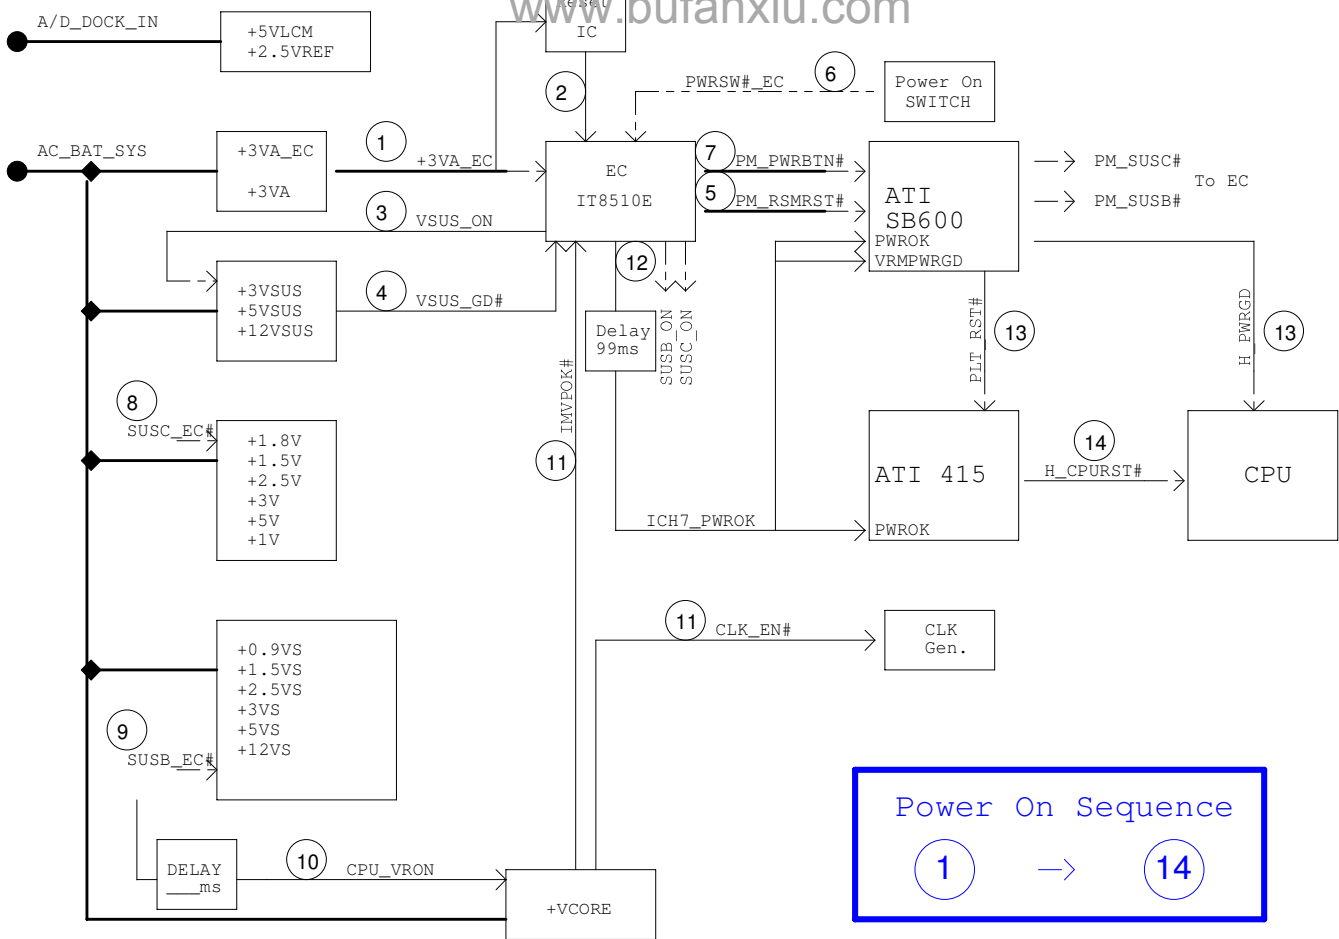 www.bufanxiu.com
A/D_DOCK_IN
+5VLCM
+2.5VREF
Reset
IC
2
PWRSW#_EC
6
Power On
SWITCH
AC_BAT_SYS
+3VA_EC
+3VA
1
+3VA_EC
EC
IT8510E
7
PM_PWRBTN#
5
PM_RSMRST#
ATI
SB600
PWROK
VRMPWRGD
PM_SUSC#
PM_SUSB#
To EC
3
VSUS_ON
+3VSUS
+5VSUS
+12VSUS
4
VSUS_GD#
12
Delay
99ms
SUSB_ON
SUSC_ON
PLT_RST#
13
H_PWRGD
13
8
SUSC_EC#
+1.8V
+1.5V
+2.5V
+3V
+5V
+1V
IMVPOK#
11
ICH7_PWROK
ATI 415
PWROK
14
H_CPURST#
CPU
+0.9VS
+1.5VS
+2.5VS
+3VS
+5VS
+12VS
9
SUSB_EC#
11
CLK_EN#
CLK
Gen.
DELAY
___ms
10
CPU_VRON
+VCORE
Power On Sequence
1
14